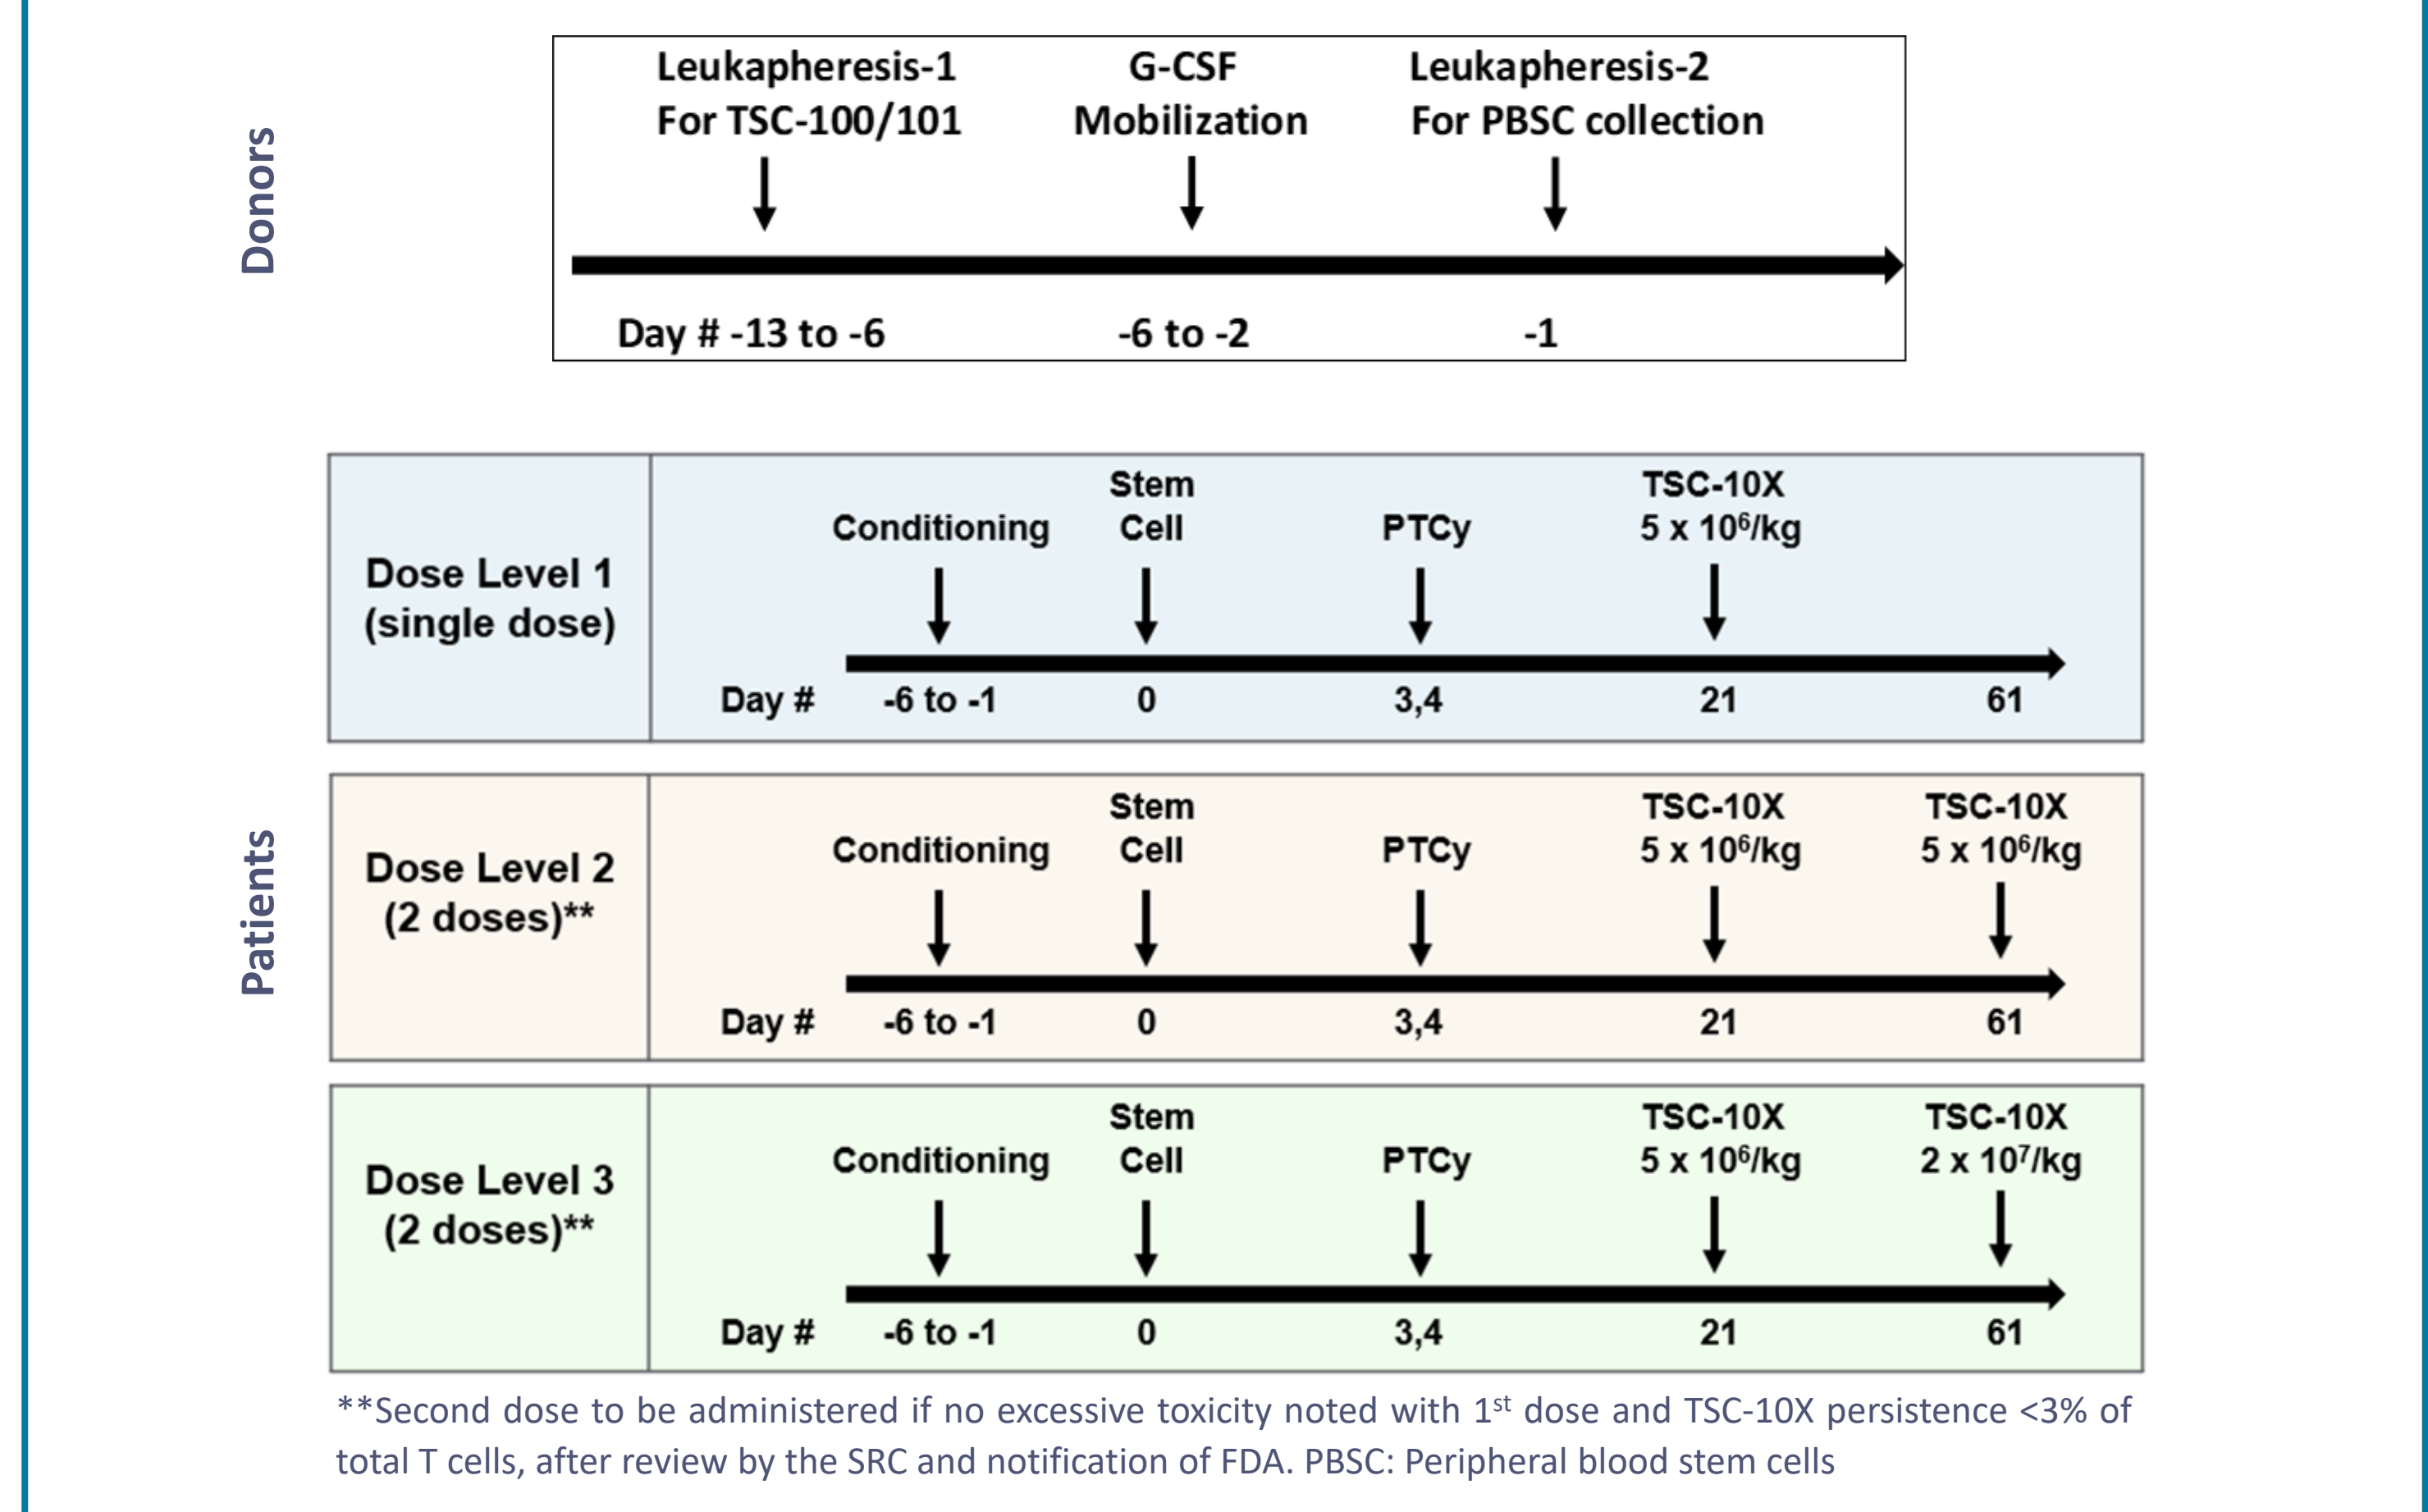 Donors
Leukapheresis-1
For TSC-100/101
G-CSF
Mobilization
Leukapheresis-2
For PBSC collection
Day # -13 to -6
-6 to -2
-1
Patients
Dose Level 1
(single dose)
Conditioning
Stem
Cell
PTCy
TSC-10X
5 x 10⁶/kg
Day #
-6 to -1
0
3,4
21
61
Dose Level 2
(2 doses)**
Conditioning
Stem
Cell
PTCy
TSC-10X
5 x 10⁶/kg
TSC-10X
5 x 10⁶/kg
Day #
-6 to -1
0
3,4
21
61
Dose Level 3
(2 doses)**
Conditioning
Stem
Cell
PTCy
TSC-10X
5 x 10⁶/kg
TSC-10X
2 x 10⁷/kg
Day #
-6 to -1
0
3,4
21
61
**Second dose to be administered if no excessive toxicity noted with 1ˢᵗ dose and TSC-10X persistence <3% of
total T cells, after review by the SRC and notification of FDA. PBSC: Peripheral blood stem cells